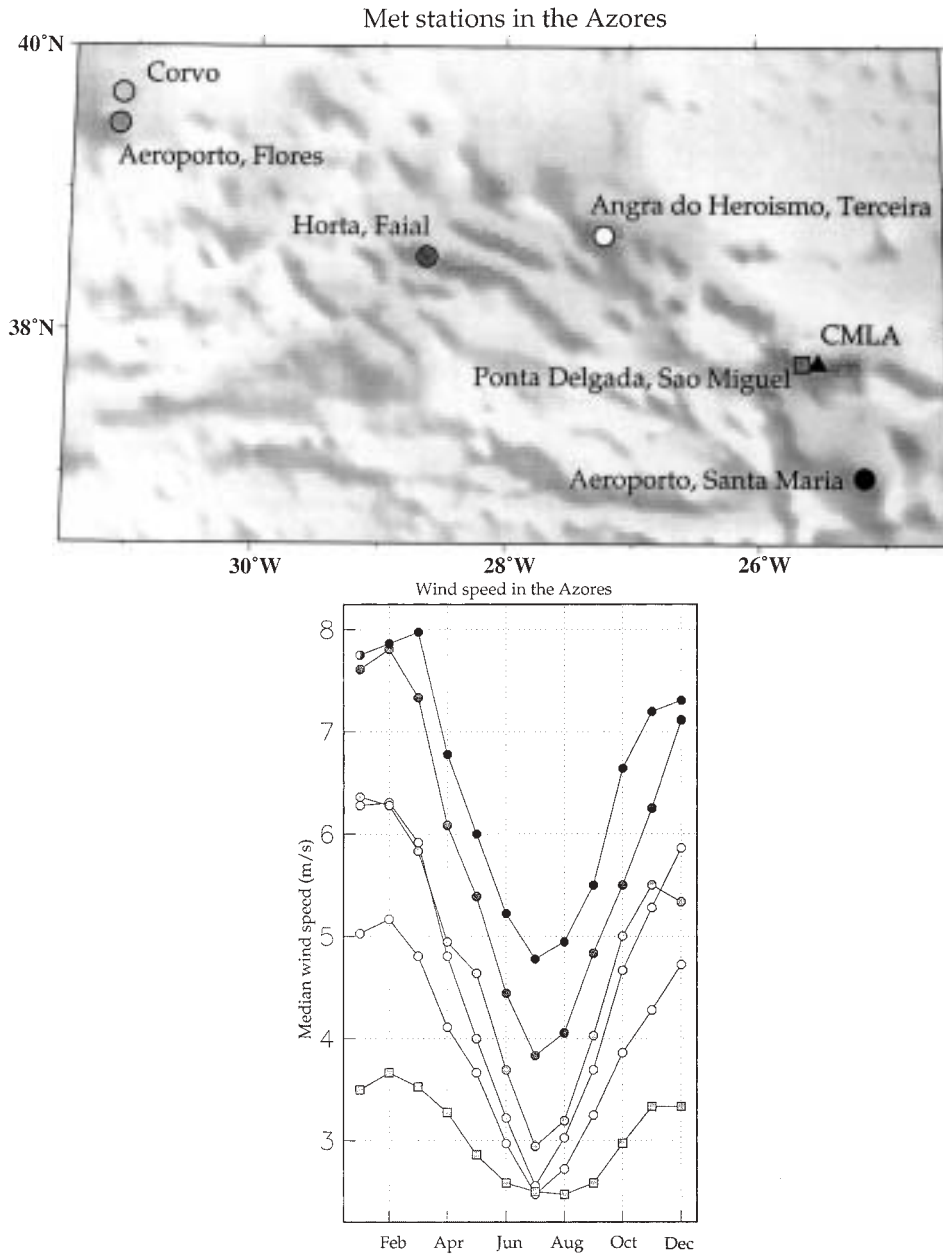 Met stations in the Azores
40°N
Corvo
Aeroporto, Flores
Angra do Heroismo, Terceira
Horta, Faial
38°N
CMLA
Ponta Delgada, Sao Miguel
Aeroporto, Santa Maria
30°W 28°W 26°W
Wind speed in the Azores
8
7
6
5
4
3
Median wind speed (m/s)
Feb Apr Jun Aug Oct Dec